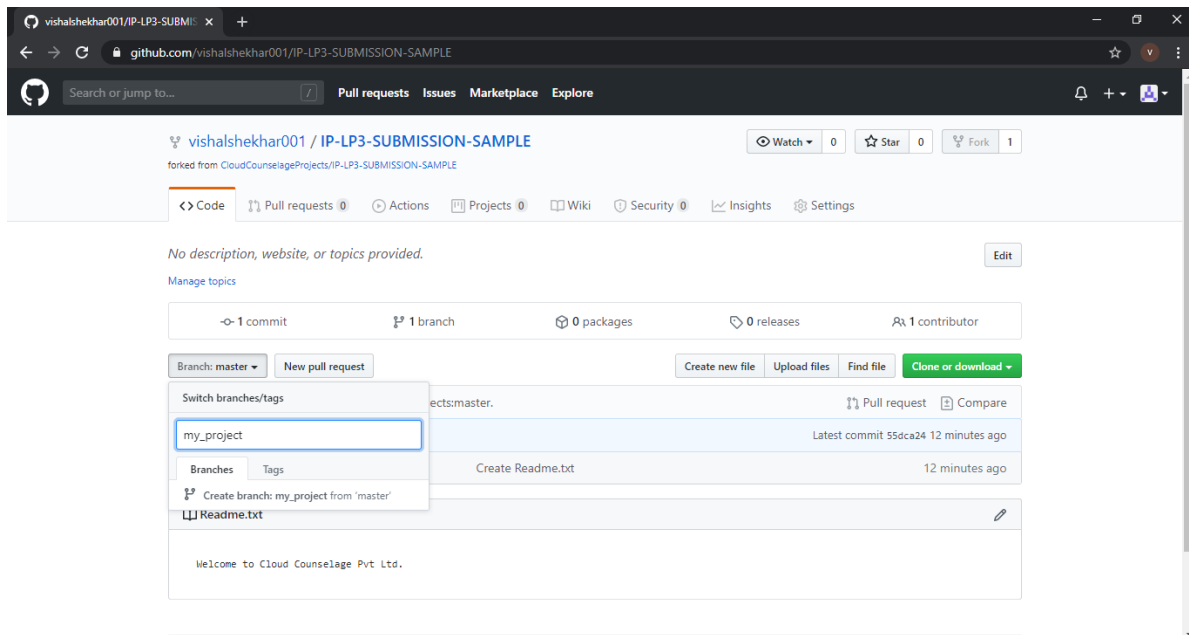 vishalshekhar001/IP-LP3-SUBMIS
github.com/vishalshekhar001/IP-LP3-SUBMISSION-SAMPLE
V
Search or jump to... / Pull requests Issues Marketplace Explore
vishalshekhar001 / IP-LP3-SUBMISSION-SAMPLE Watch 0 Star 0 Fork 1
forked from CloudCounselageProjects/IP-LP3-SUBMISSION-SAMPLE
Code Pull requests 0 Actions Projects 0 Wiki Security 0 Insights Settings
No description, website, or topics provided. Edit
Manage topics
1 commit 1 branch 0 packages 0 releases 1 contributor
Branch: master New pull request Create new file Upload files Find file Clone or download
Switch branches/tags
ects:master. Pull request Compare
my_project Latest commit 55dca24 12 minutes ago
Branches Tags Create Readme.txt 12 minutes ago
Create branch: my_project from 'master'
Readme.txt
Welcome to Cloud Counselage Pvt Ltd.